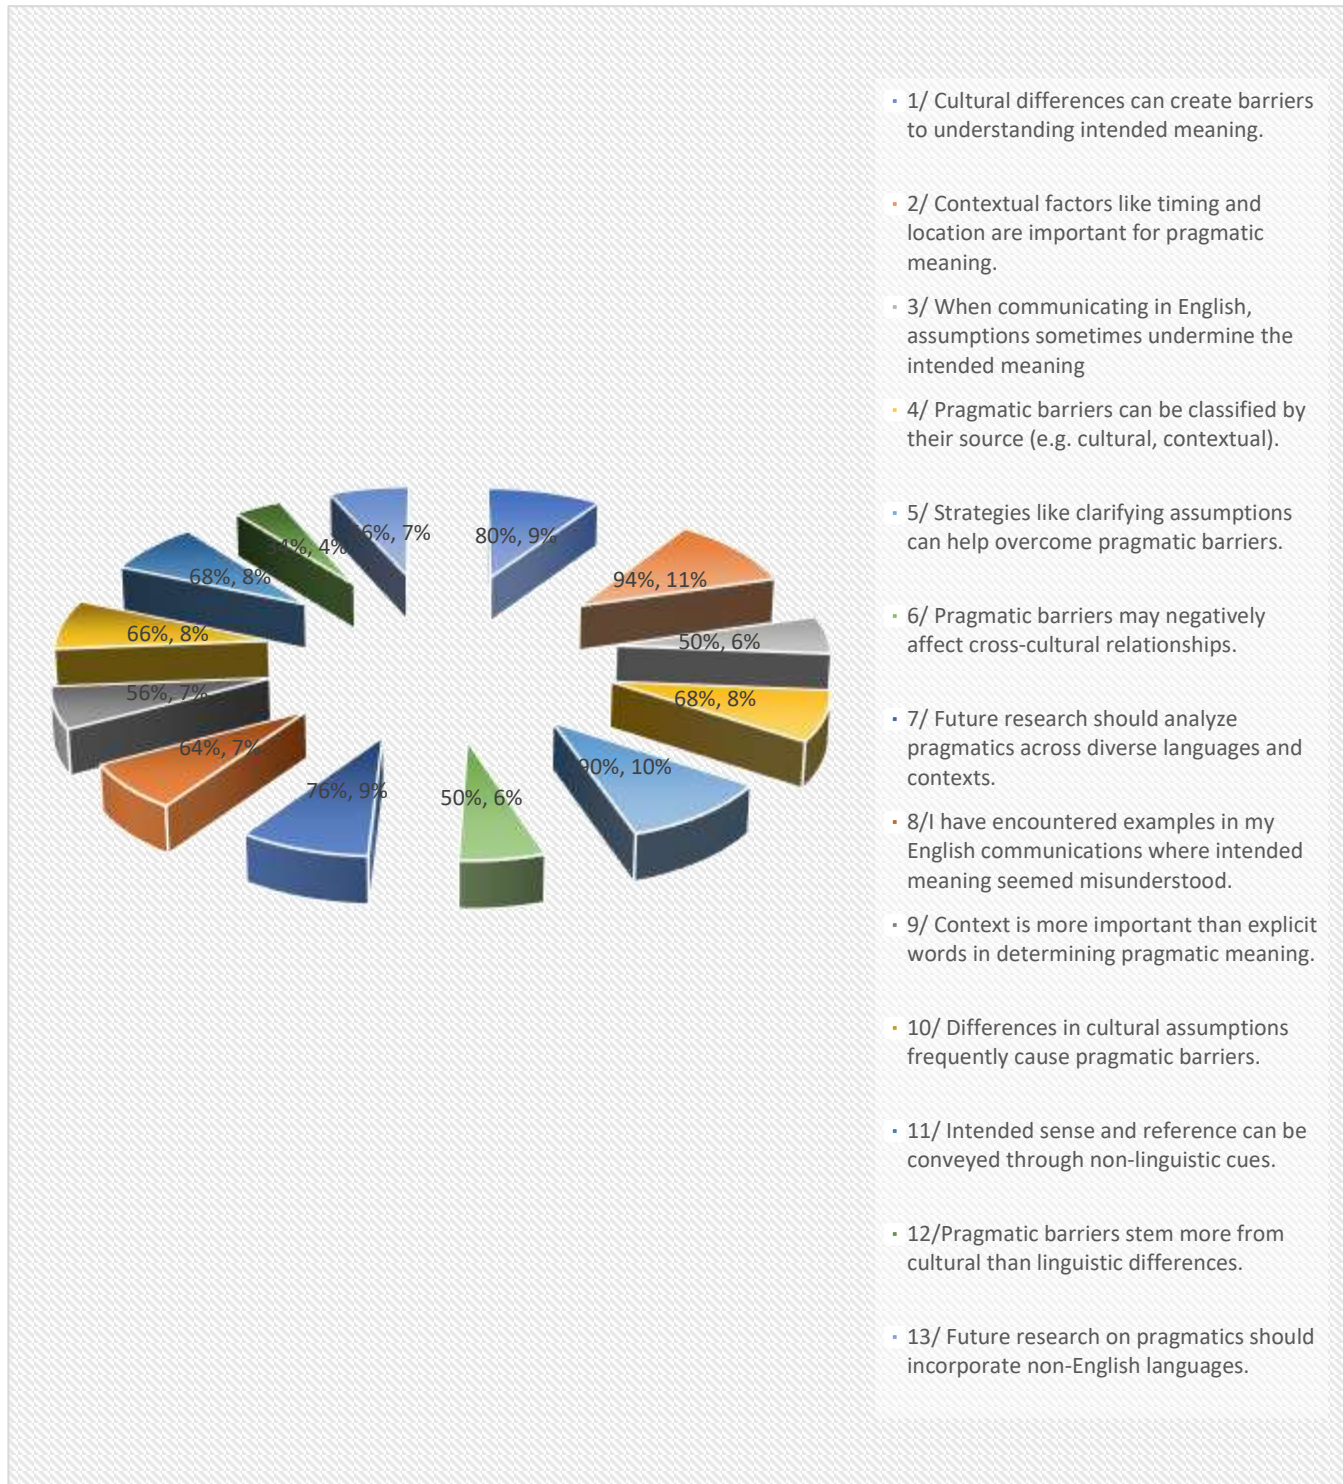 80%, 9%
94%, 11%
50%, 6%
68%, 8%
90%, 10%
50%, 6%
76%, 9%
64%, 7%
56%, 7%
66%, 8%
68%, 8%
34%, 4%
7%
1/ Cultural differences can create barriers
to understanding intended meaning.
2/ Contextual factors like timing and
location are important for pragmatic
meaning.
3/ When communicating in English,
assumptions sometimes undermine the
intended meaning
4/ Pragmatic barriers can be classified by
their source (e.g. cultural, contextual).
5/ Strategies like clarifying assumptions
can help overcome pragmatic barriers.
6/ Pragmatic barriers may negatively
affect cross-cultural relationships.
7/ Future research should analyze
pragmatics across diverse languages and
contexts.
8/I have encountered examples in my
English communications where intended
meaning seemed misunderstood.
9/ Context is more important than explicit
words in determining pragmatic meaning.
10/ Differences in cultural assumptions
frequently cause pragmatic barriers.
11/ Intended sense and reference can be
conveyed through non-linguistic cues.
12/Pragmatic barriers stem more from
cultural than linguistic differences.
13/ Future research on pragmatics should
incorporate non-English languages.